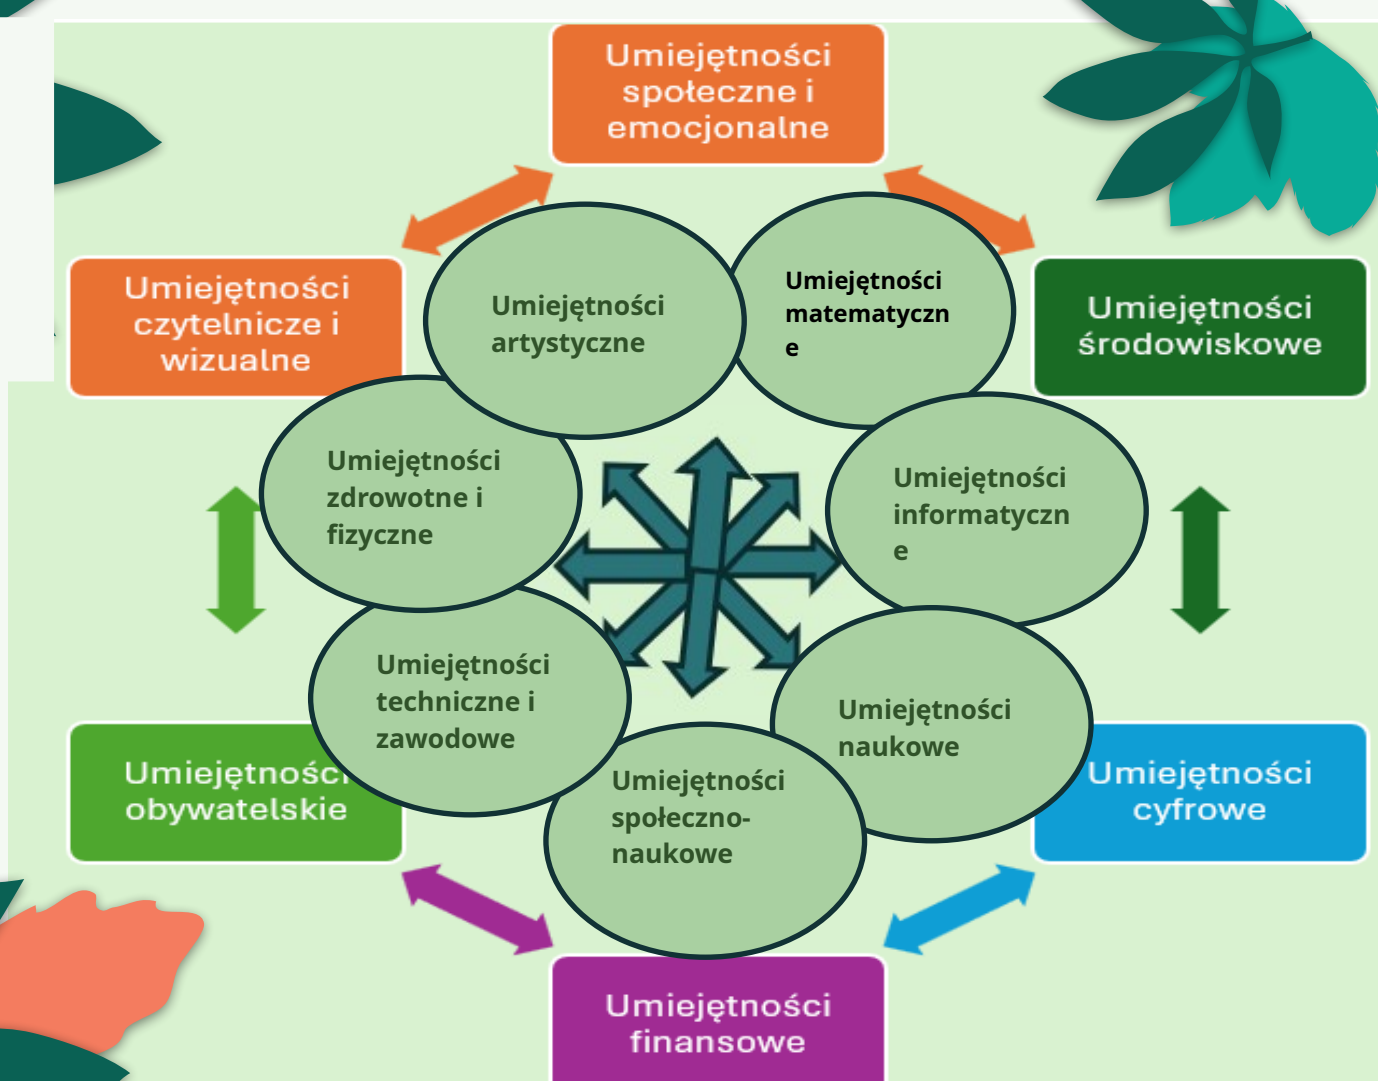 Umiejętności
społeczne i
emocjonalne
Umiejętności
czytelnicze i
wizualne
Umiejętności
artystyczne
Umiejętności
matematyczn
e
Umiejętności
środowiskowe
Umiejętności
zdrowotne i
fizyczne
Umiejętności
informatyczn
e
Umiejętności
techniczne i
zawodowe
Umiejętności
naukowe
Umiejętności
obywatelskie
Umiejętności
społeczno-
naukowe
Umiejętności
cyfrowe
Umiejętności
finansowe